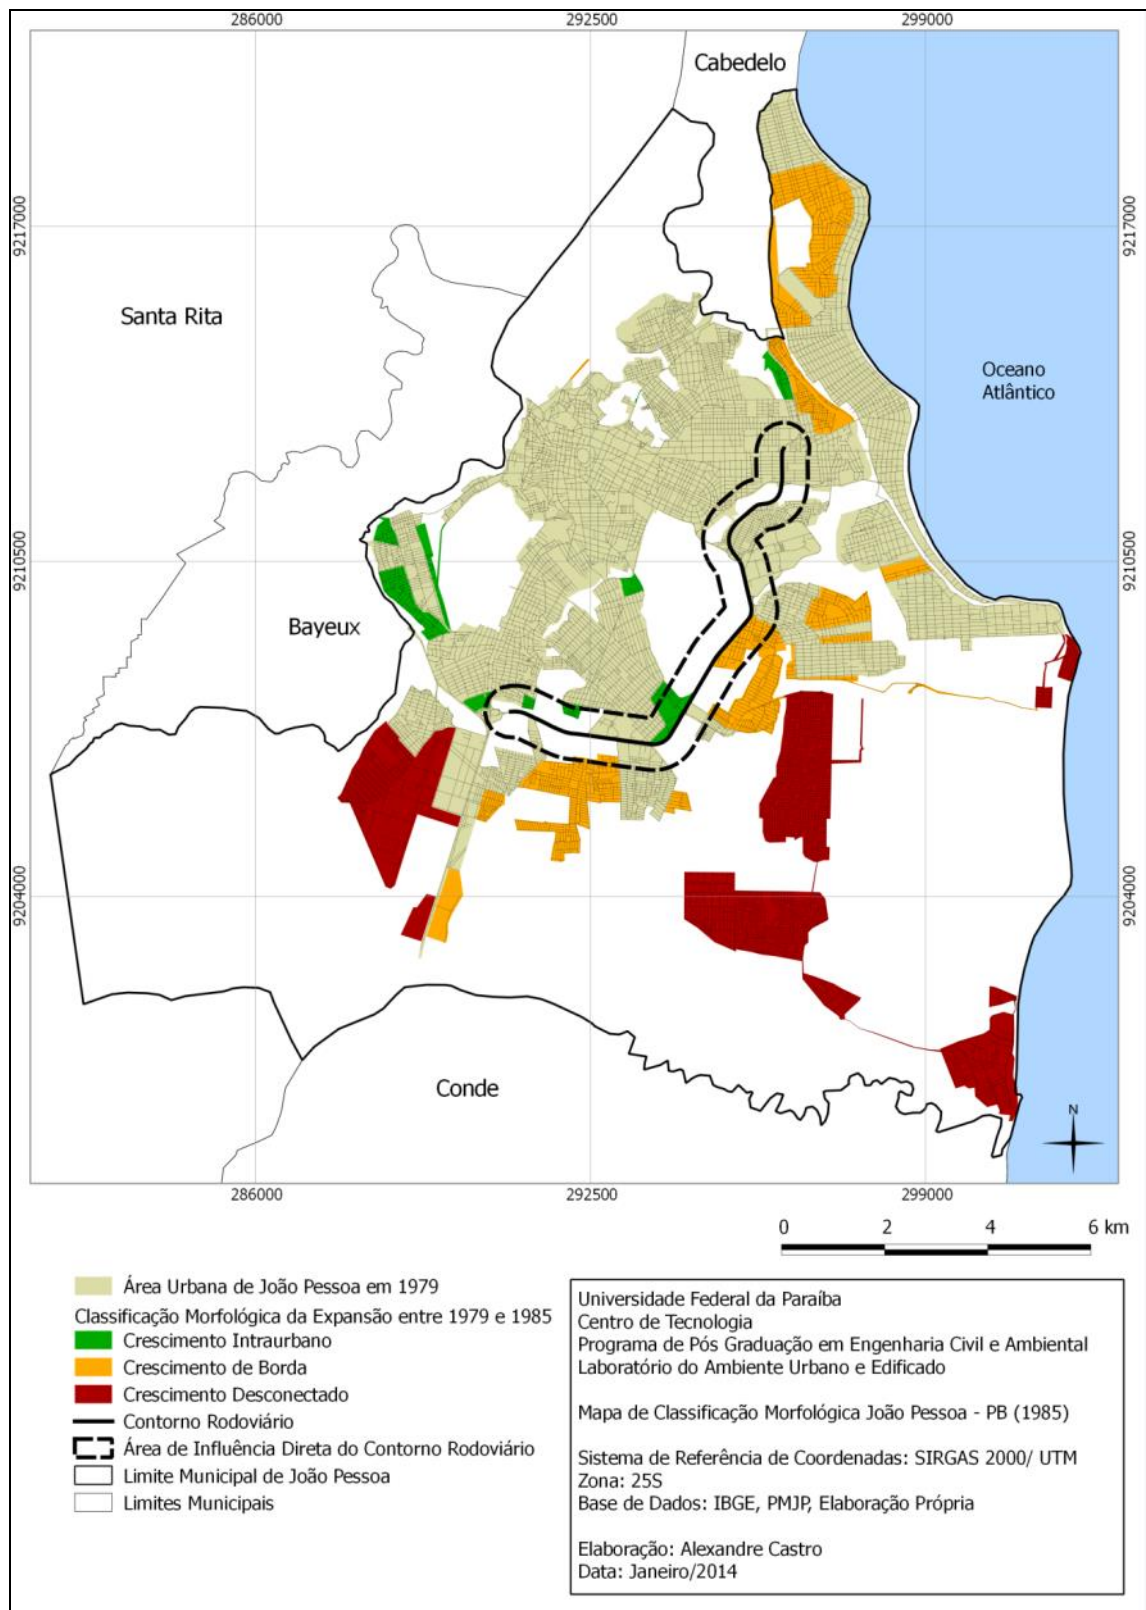 286000
292500
299000
Cabedelo
9217000
9217000
Santa Rita
Oceano
Atlântico
9210500
9210500
Bayeux
9204000
9204000
Conde
N
286000
292500
299000
0 2 4 6 km
Área Urbana de João Pessoa em 1979
Classificação Morfológica da Expansão entre 1979 e 1985
Crescimento Intraurbano
Crescimento de Borda
Crescimento Desconectado
Contorno Rodoviário
Área de Influência Direta do Contorno Rodoviário
Limite Municipal de João Pessoa
Limites Municipais
Universidade Federal da Paraíba
Centro de Tecnologia
Programa de Pós Graduação em Engenharia Civil e Ambiental
Laboratório do Ambiente Urbano e Edificado
Mapa de Classificação Morfológica João Pessoa - PB (1985)
Sistema de Referência de Coordenadas: SIRGAS 2000/ UTM
Zona: 25S
Base de Dados: IBGE, PMJP, Elaboração Própria
Elaboração: Alexandre Castro
Data: Janeiro/2014